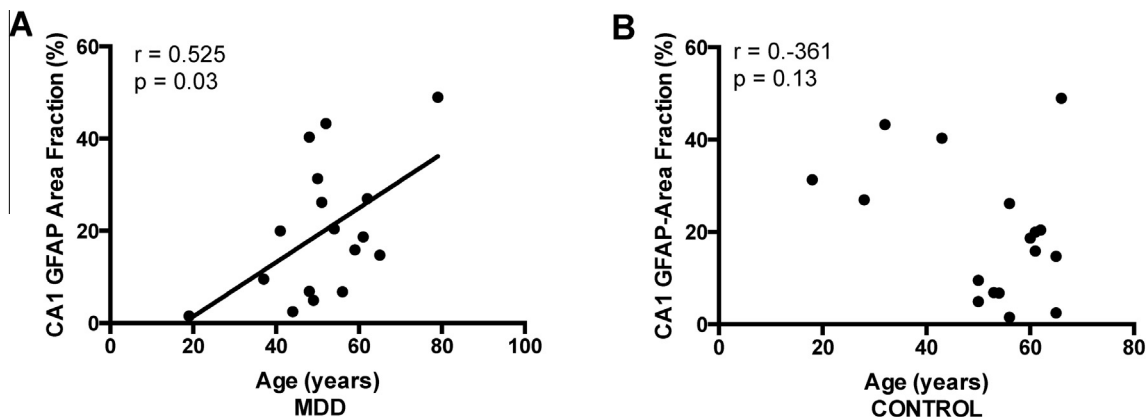 A
CA1 GFAP Area Fraction (%)
60
40
20
0
r = 0.525
p = 0.03
0 20 40 60 80 100
Age (years)
MDD
B
CA1 GFAP-Area Fraction (%)
60
40
20
0
r = 0.-361
p = 0.13
0 20 40 60 80
Age (years)
CONTROL